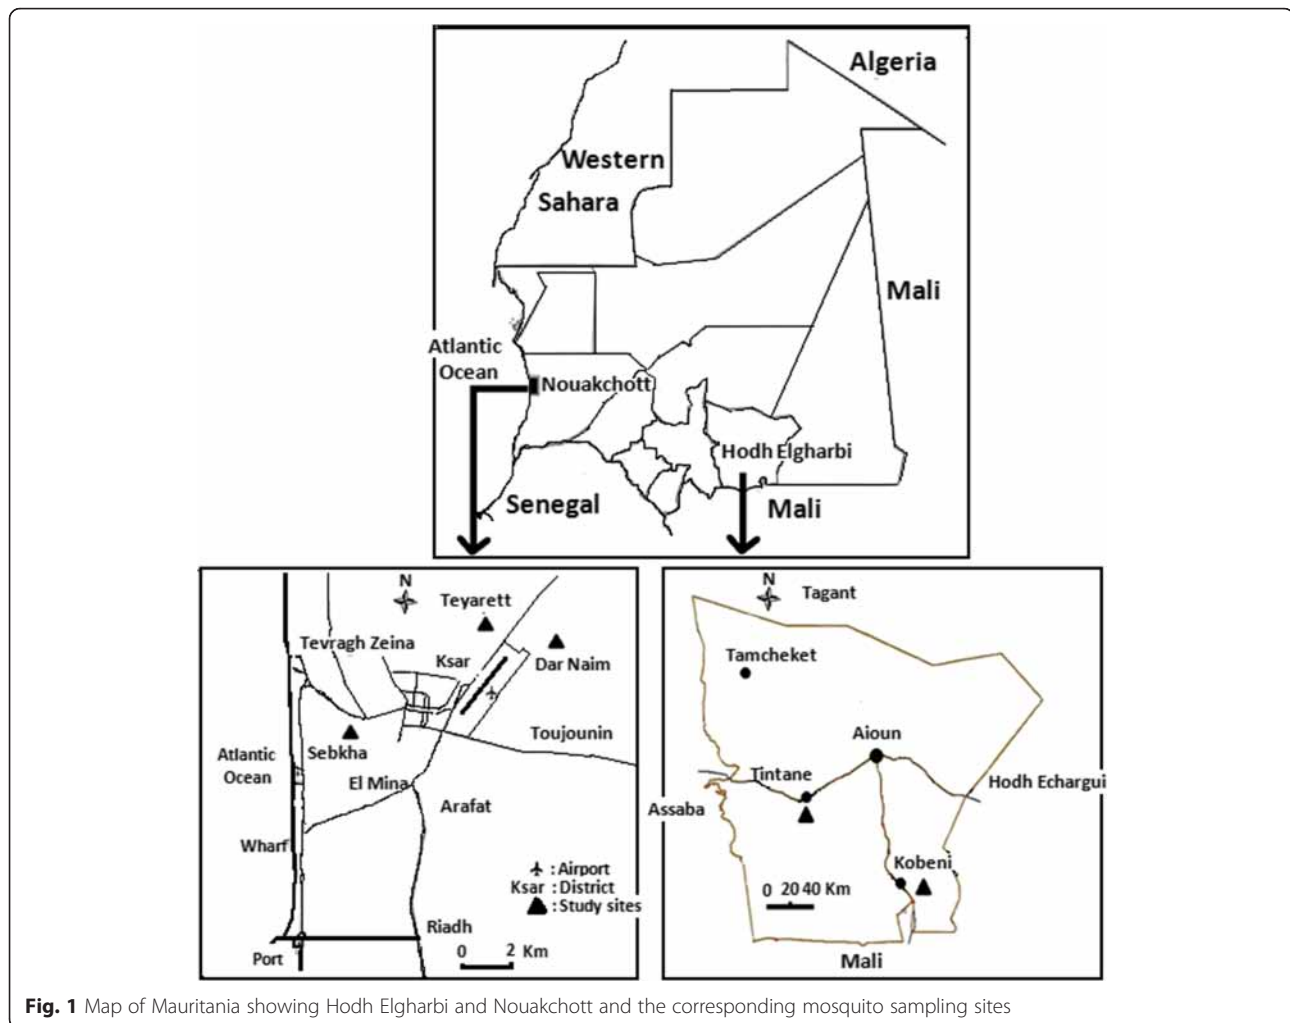 Algeria
Western
Sahara
Mali
Atlantic
Ocean
Nouakchott
Hodh Elgharbi
Senegal
Mali
N
Teyarett
Tevragh Zeina
Ksar
Dar Naim
Toujounin
Sebkha
Atlantic
Ocean
El Mina
Arafat
Wharf
: Airport
Ksar : District
: Study sites
Riadh
Port
0 2 Km
N
Tagant
Tamcheket
Aioun
Tintane
Hodh Echargui
Assaba
Kobeni
0 20 40 Km
Mali
Fig. 1 Map of Mauritania showing Hodh Elgharbi and Nouakchott and the corresponding mosquito sampling sites